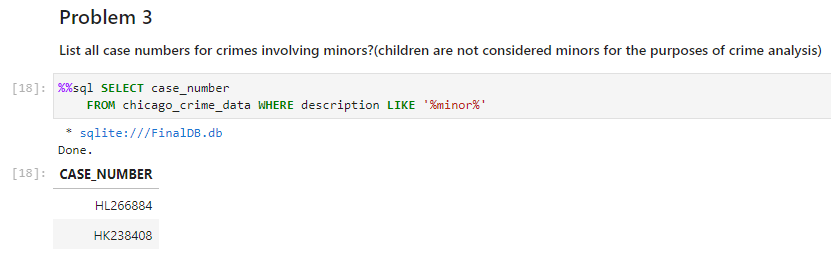 Problem 3
List all case numbers for crimes involving minors?(children are not considered minors for the purposes of crime analysis)
[18]: %%sql SELECT case_number
FROM chicago_crime_data WHERE description LIKE '%minor%'
* sqlite:///FinalDB.db
Done.
[18]: CASE_NUMBER
HL266884
HK238408